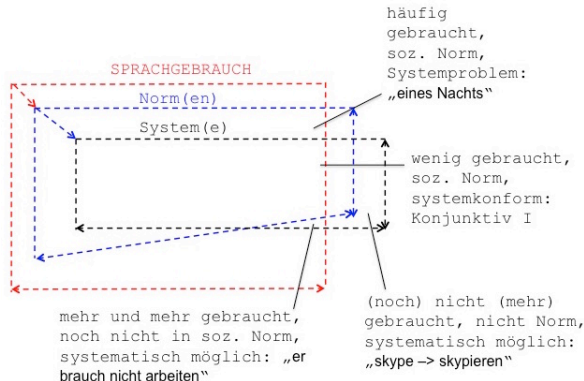 häufig
gebraucht,
soz. Norm,
Systemproblem:
„eines Nachts“
SPRACHGEBRAUCH
Norm(en)
System(e)
wenig gebraucht,
soz. Norm,
systemkonform:
Konjunktiv I
mehr und mehr gebraucht,
noch nicht in soz. Norm,
systematisch möglich: „er
brauch nicht arbeiten“
(noch) nicht (mehr)
gebraucht, nicht Norm,
systematisch möglich:
„skype –> skypieren“